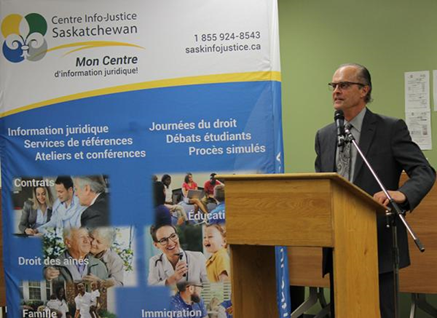 Centre Info-Justice
Saskatchewan
Mon Centre
d'information juridique!
1 855 924-8543
saskinfojustice.ca
Information juridique
Services de références
Ateliers et conférences
Journées du droit
Débats étudiants
Procès simulés
Contrats
Droit des aînés
Famille
Immigration